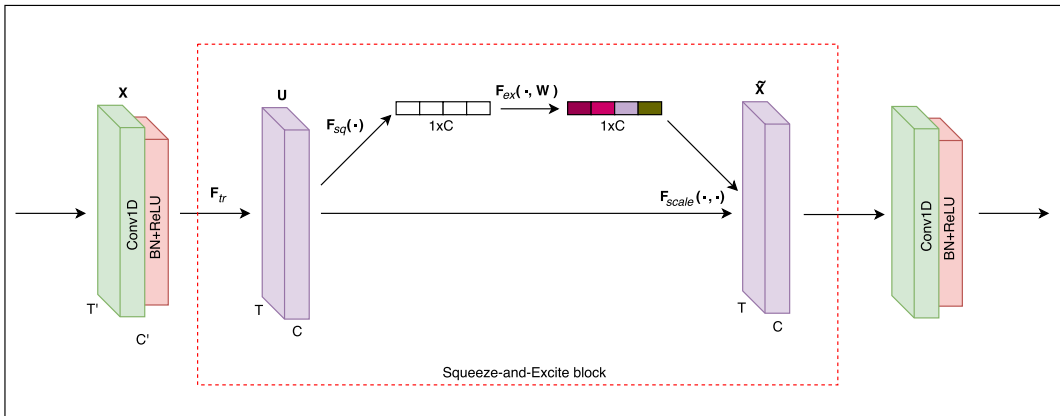 X
Conv1D
BN+ReLU
T'
C'
F_tr
U
T
C
F_sq(·)
1xC
F_ex(·, W)
1xC
F_scale(·,·)
X̃
T
C
Conv1D
BN+ReLU
Squeeze-and-Excite block